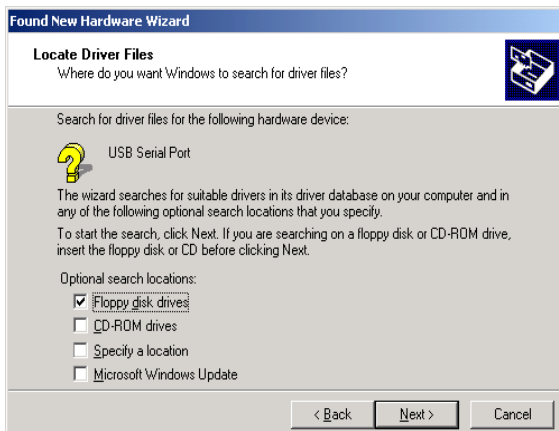 Found New Hardware Wizard
Locate Driver Files
Where do you want Windows to search for driver files?
Search for driver files for the following hardware device:
USB Serial Port
The wizard searches for suitable drivers in its driver database on your computer and in
any of the following optional search locations that you specify.
To start the search, click Next. If you are searching on a floppy disk or CD-ROM drive,
insert the floppy disk or CD before clicking Next.
Optional search locations:
Floppy disk drives
CD-ROM drives
Specify a location
Microsoft Windows Update
< Back Next > Cancel